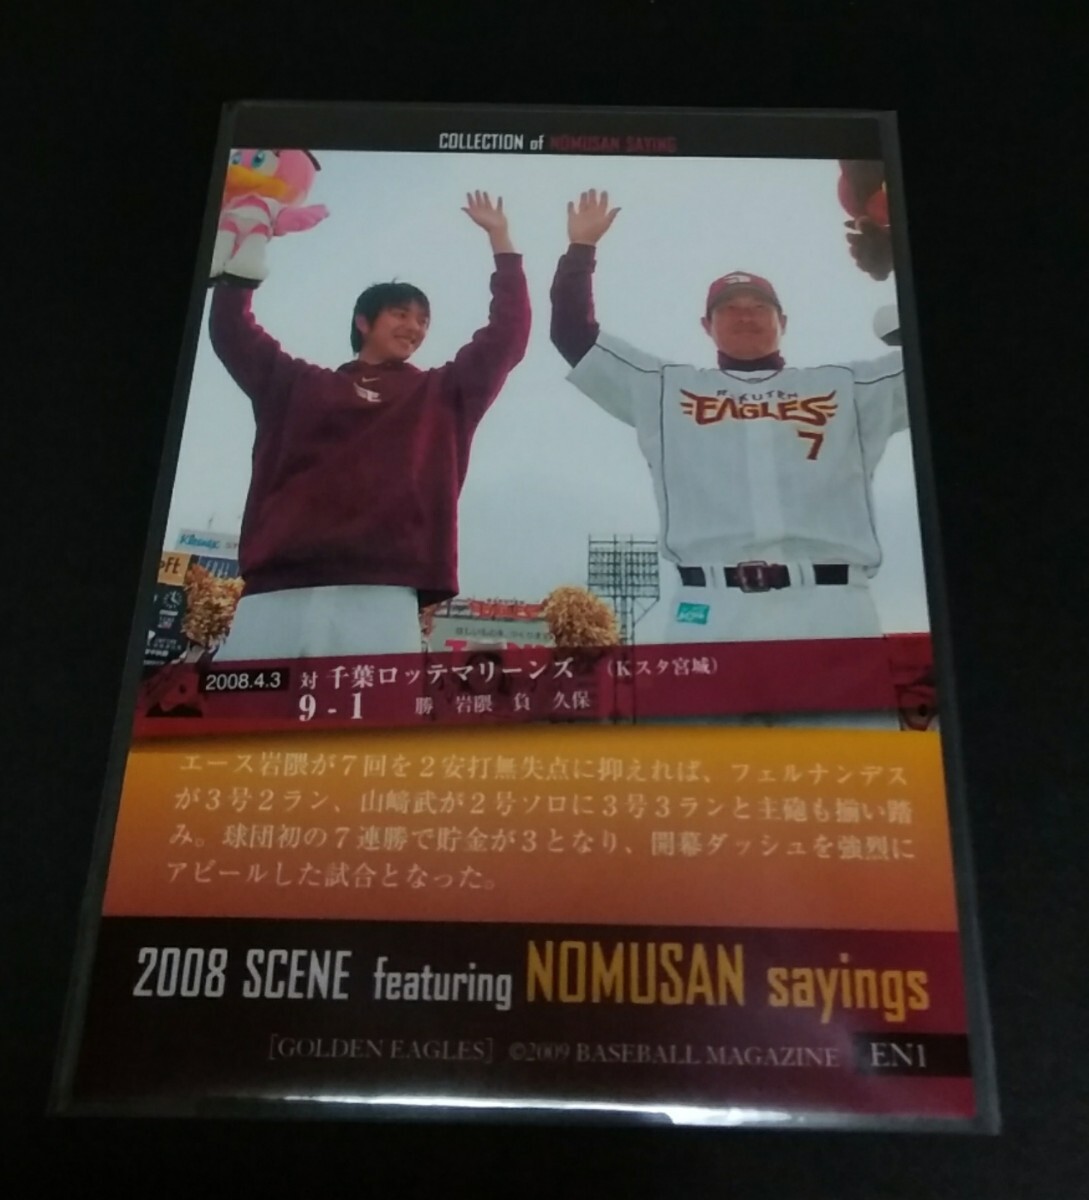 COLLECTION of NOMUSAN SAYING
RAKUTEN
EAGLES
7
2008.4.3 対 千葉ロッテマリーンズ (Kスタ宮城)
9 - 1 勝 岩隈 負 久保
エース岩隈が7回を2安打無失点に抑えれば、フェルナンデス
が3号2ラン、山﨑武が2号ソロに3号3ランと主砲も揃い踏
み。球団初の7連勝で貯金が3となり、開幕ダッシュを強烈に
アピールした試合となった。
2008 SCENE featuring NOMUSAN sayings
[GOLDEN EAGLES] ©2009 BASEBALL MAGAZINE EN1